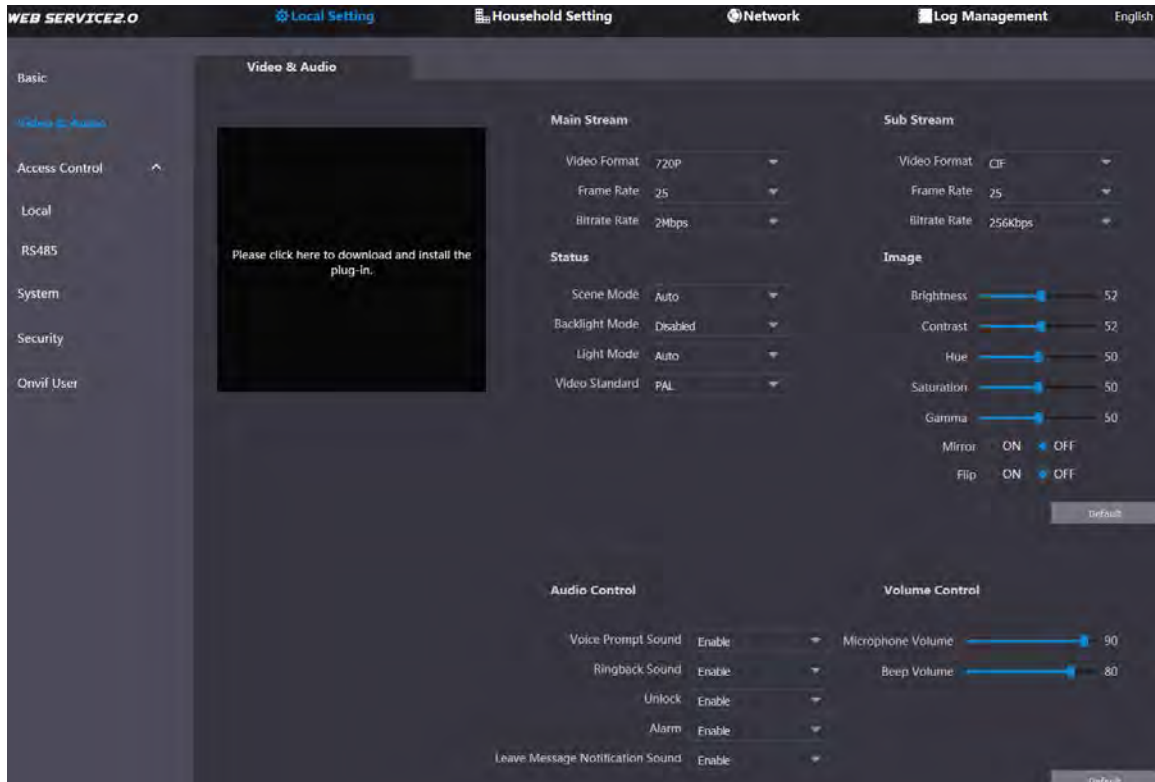 WEB SERVICE2.0 Local Setting Household Setting Network Log Management English
Basic
Video & Audio
Access Control
Local
RS485
System
Security
Onvif User
Video & Audio
Please click here to download and install the
plug-in.
Main Stream
Video Format 720P
Frame Rate 25
Bitrate Rate 2Mbps
Status
Scene Mode Auto
Backlight Mode Disabled
Light Mode Auto
Video Standard PAL
Sub Stream
Video Format CIF
Frame Rate 25
Bitrate Rate 256Kbps
Image
Brightness 52
Contrast 52
Hue 50
Saturation 50
Gamma 50
Mirror ON OFF
Flip ON OFF
Default
Audio Control
Voice Prompt Sound Enable
Ringback Sound Enable
Unlock Enable
Alarm Enable
Leave Message Notification Sound Enable
Volume Control
Microphone Volume 90
Beep Volume 80
Default